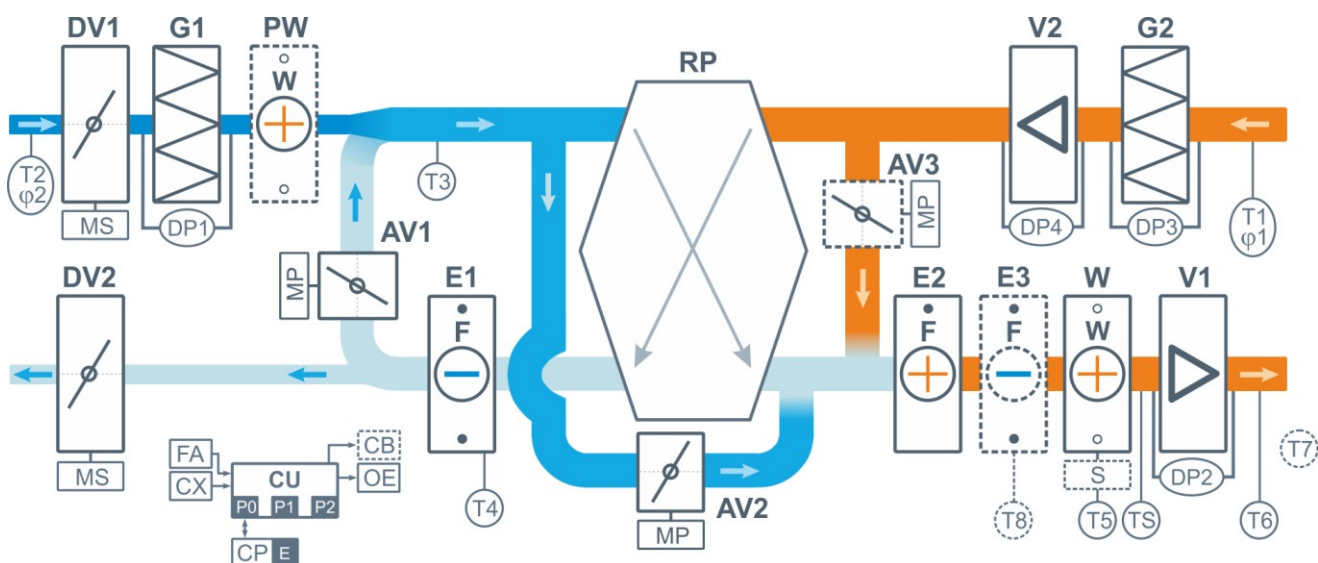 DV1 G1 PW RP V2 G2
W
T2
φ2
T3
AV3
MP
T1
φ1
MS DP1 DP4 DP3
AV1
MP
DV2 E1 E2 E3 W V1
F F F W
FA CB
CX CU OE
P0 P1 P2
CP E
MS
T4
AV2
MP
S DP2
T7
T8 T5 TS T6